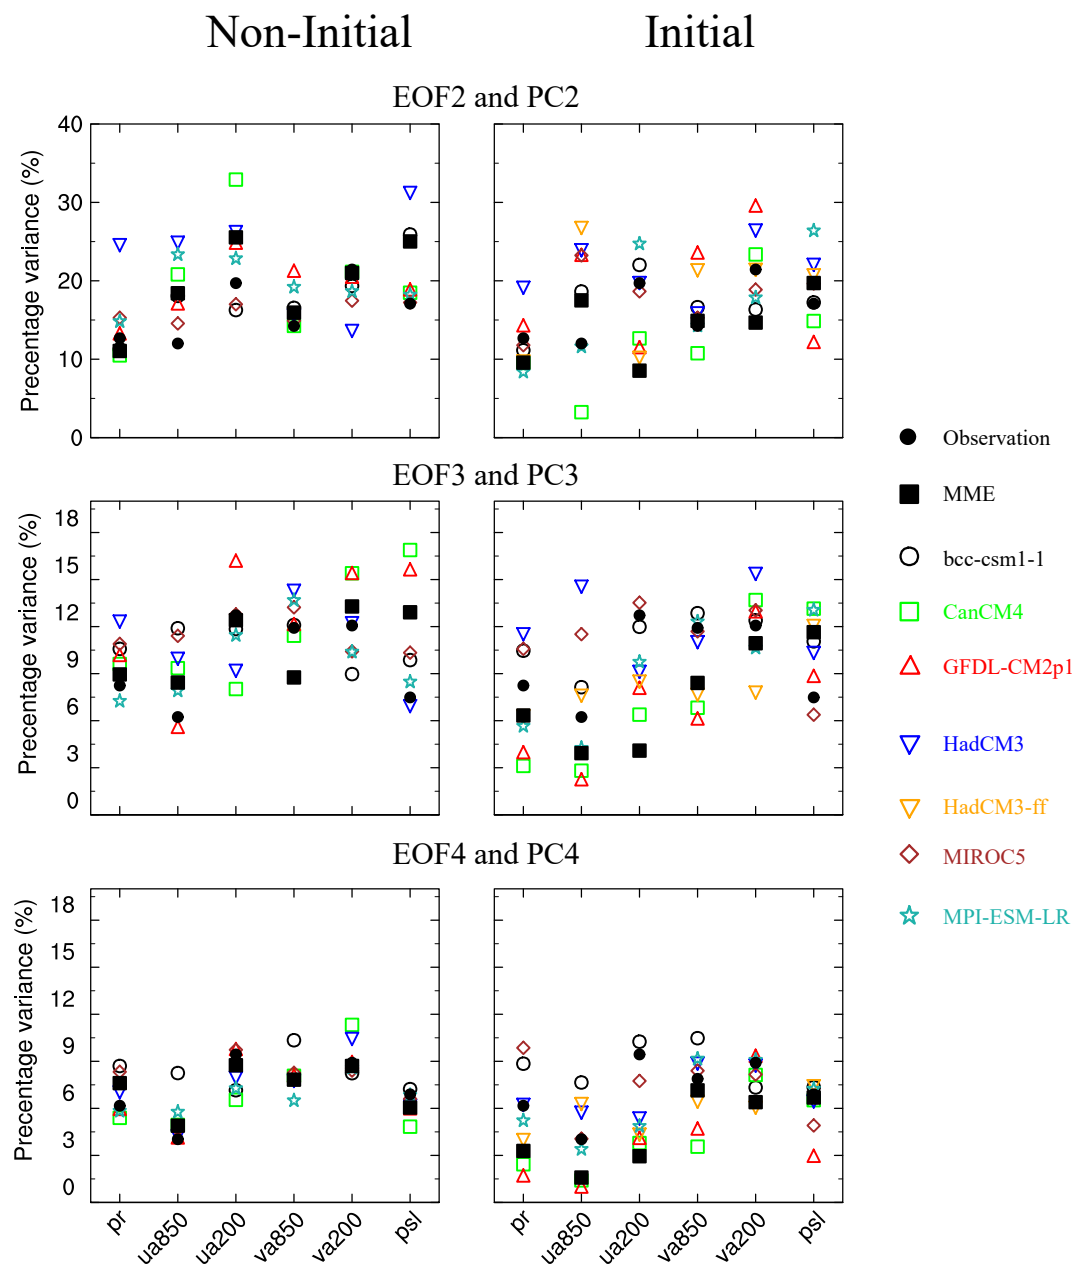 Non-Initial Initial
EOF2 and PC2
Precentage variance (%)
40
30
20
10
0
EOF3 and PC3
Precentage variance (%)
18
15
12
9
6
3
0
EOF4 and PC4
Precentage variance (%)
18
15
12
9
6
3
0
pr ua850 ua200 va850 va200 psl
pr ua850 ua200 va850 va200 psl
Observation
MME
bcc-csm1-1
CanCM4
GFDL-CM2p1
HadCM3
HadCM3-ff
MIROC5
MPI-ESM-LR